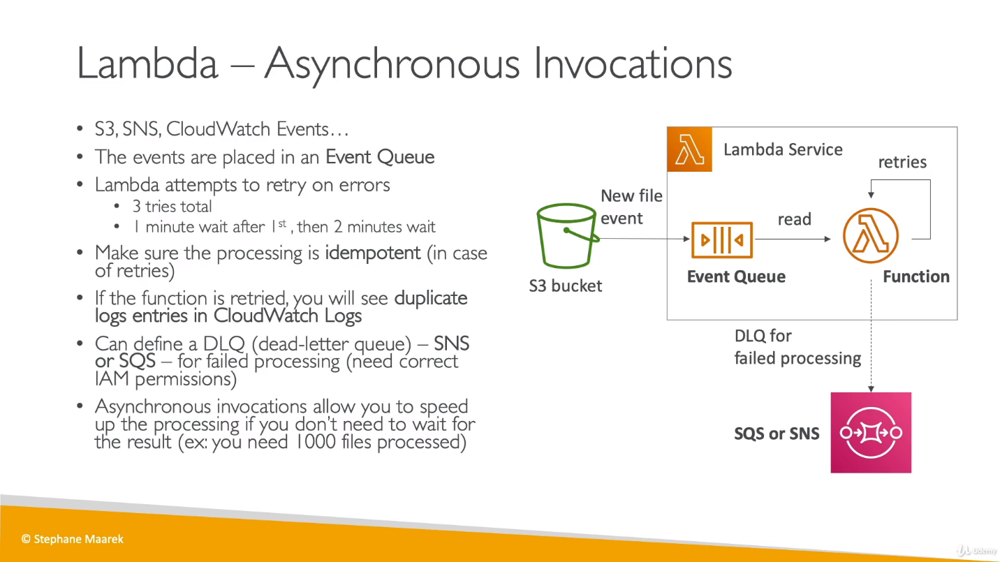 Lambda – Asynchronous Invocations
• S3, SNS, CloudWatch Events…
• The events are placed in an Event Queue
• Lambda attempts to retry on errors
• 3 tries total
• 1 minute wait after 1st , then 2 minutes wait
• Make sure the processing is idempotent (in case
of retries)
• If the function is retried, you will see duplicate
logs entries in CloudWatch Logs
• Can define a DLQ (dead-letter queue) – SNS
or SQS – for failed processing (need correct
IAM permissions)
• Asynchronous invocations allow you to speed
up the processing if you don’t need to wait for
the result (ex: you need 1000 files processed)
Lambda Service
retries
New file
event
read
S3 bucket
Event Queue
Function
DLQ for
failed processing
SQS or SNS
© Stephane Maarek
Udemy